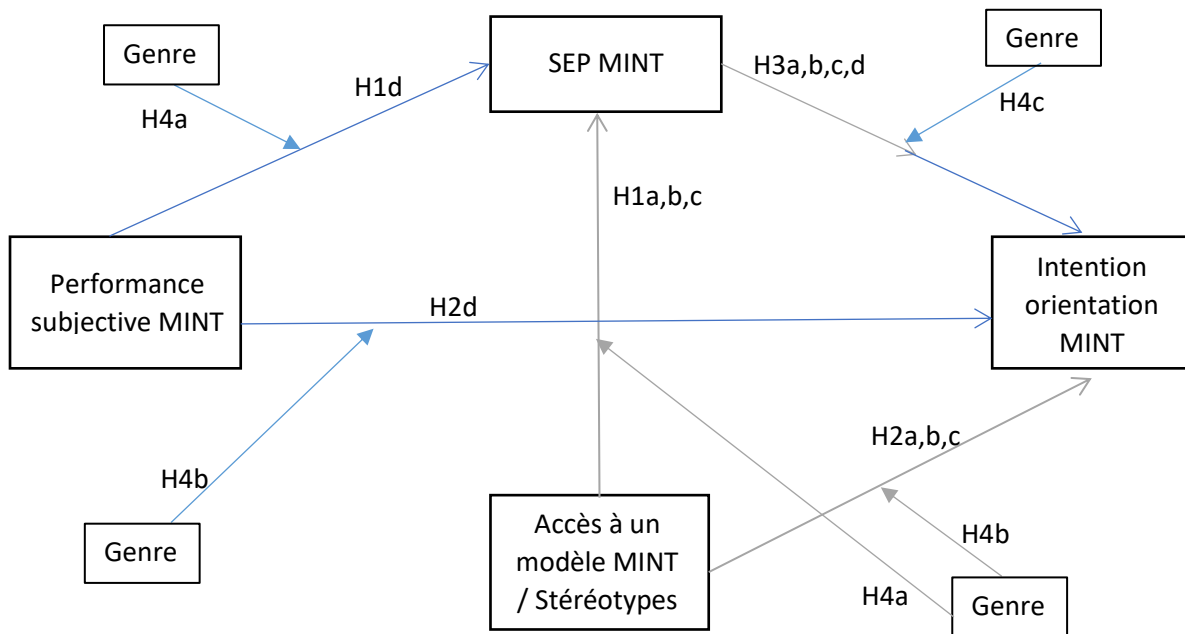 Genre
Genre
SEP MINT
H3a,b,c,d
H1d
H4c
H4a
H1a,b,c
Performance
subjective MINT
Intention
orientation
MINT
H2d
H2a,b,c
H4b
Accès à un
modèle MINT
/ Stéréotypes
H4b
Genre
H4a
Genre